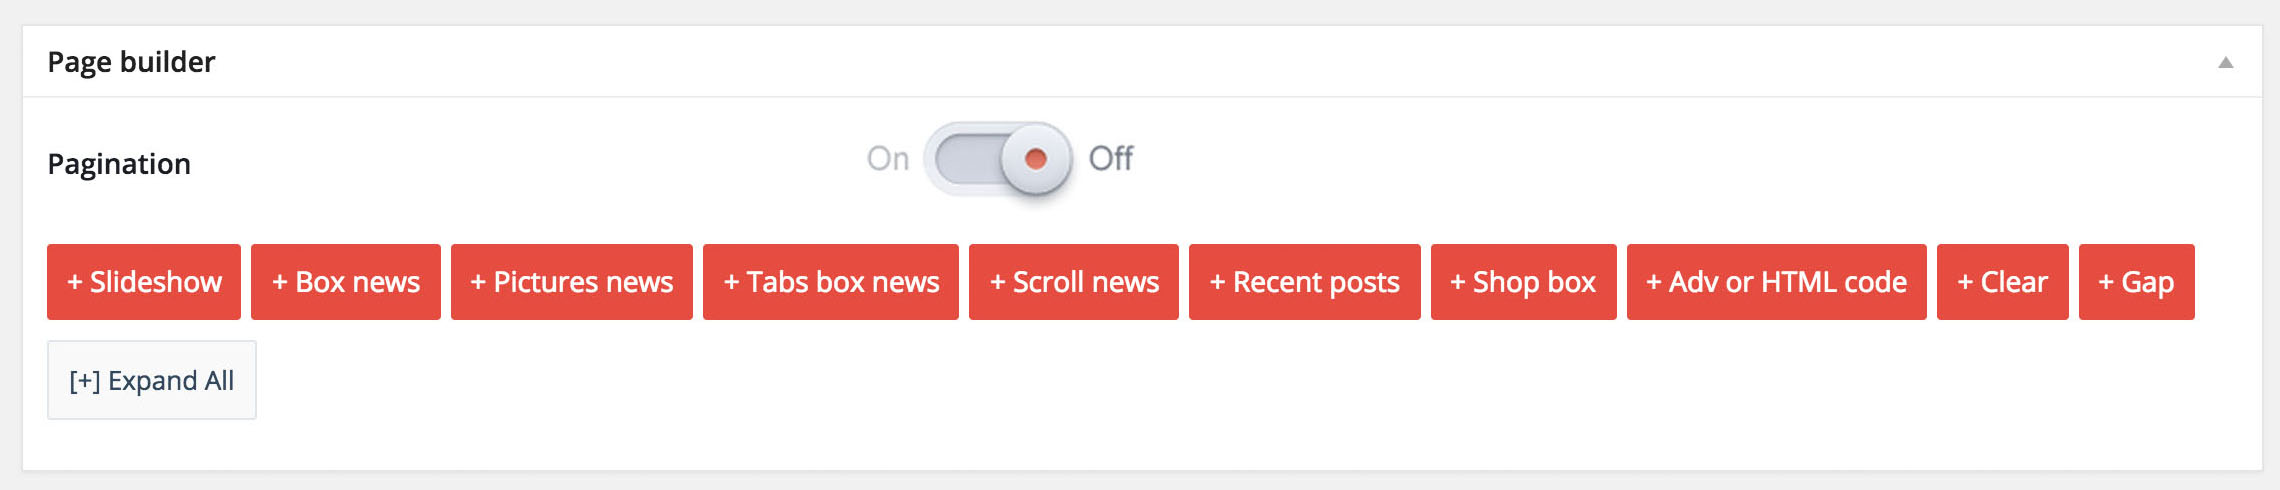 Page builder
Pagination On Off
+ Slideshow + Box news + Pictures news + Tabs box news + Scroll news + Recent posts + Shop box + Adv or HTML code + Clear + Gap
[+] Expand All